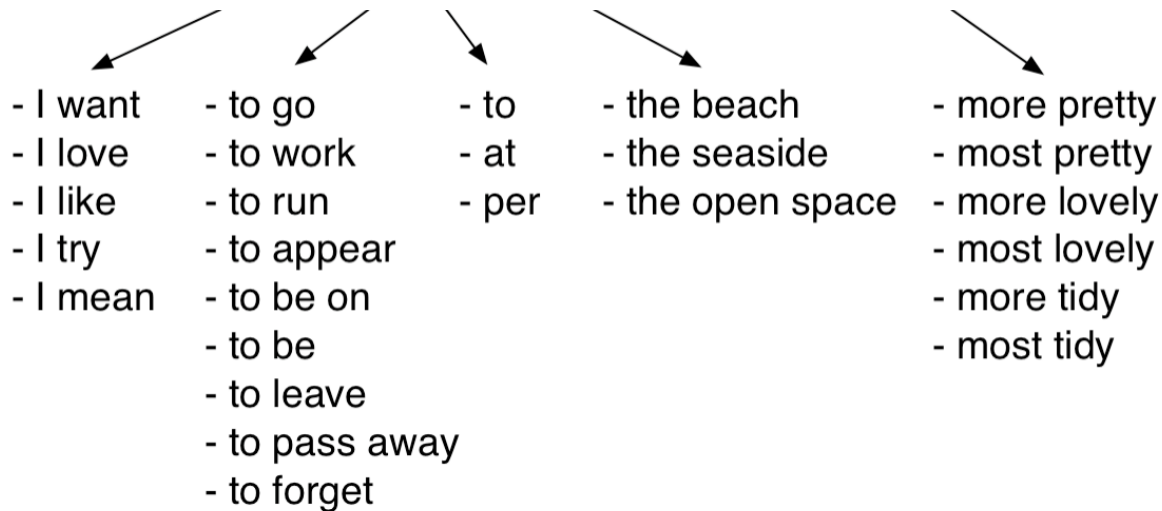 - I want - to go - to - the beach - more pretty
- I love - to work - at - the seaside - most pretty
- I like - to run - per - the open space - more lovely
- I try - to appear - most lovely
- I mean - to be on - more tidy
- to be - most tidy
- to leave
- to pass away
- to forget